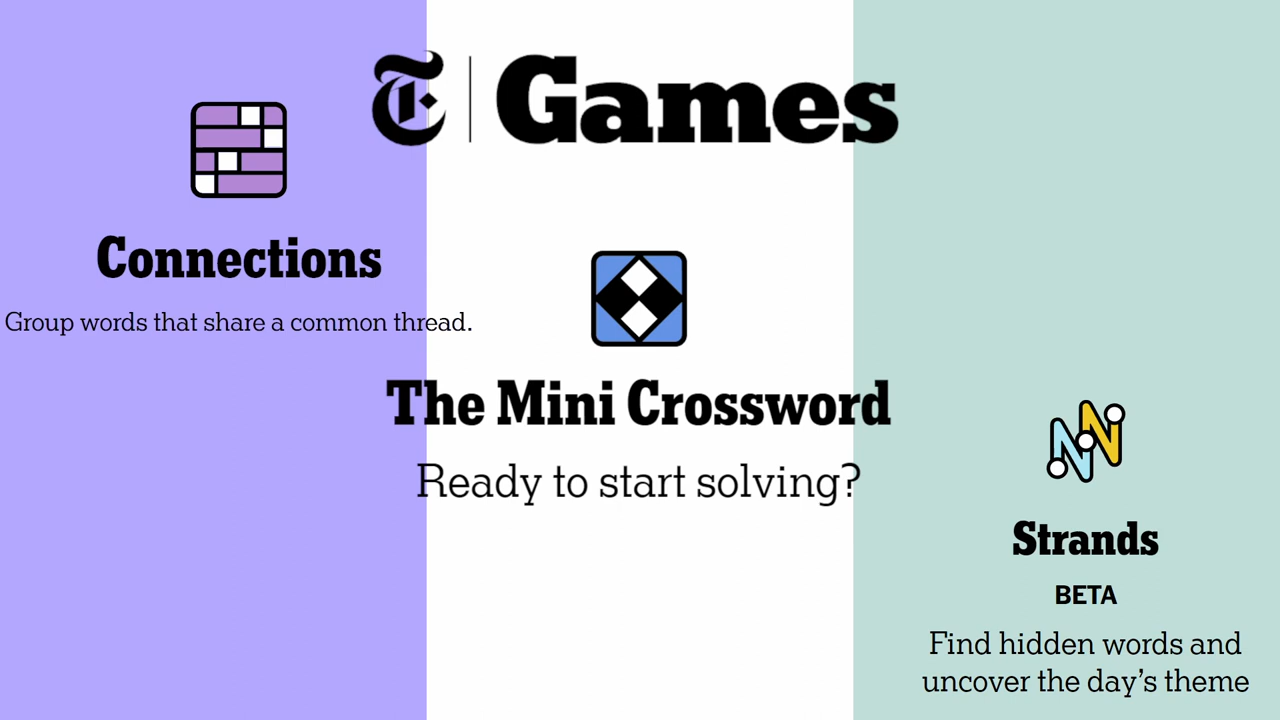 T | Games
Connections
Group words that share a common thread.
The Mini Crossword
Ready to start solving?
Strands
BETA
Find hidden words and
uncover the day’s theme